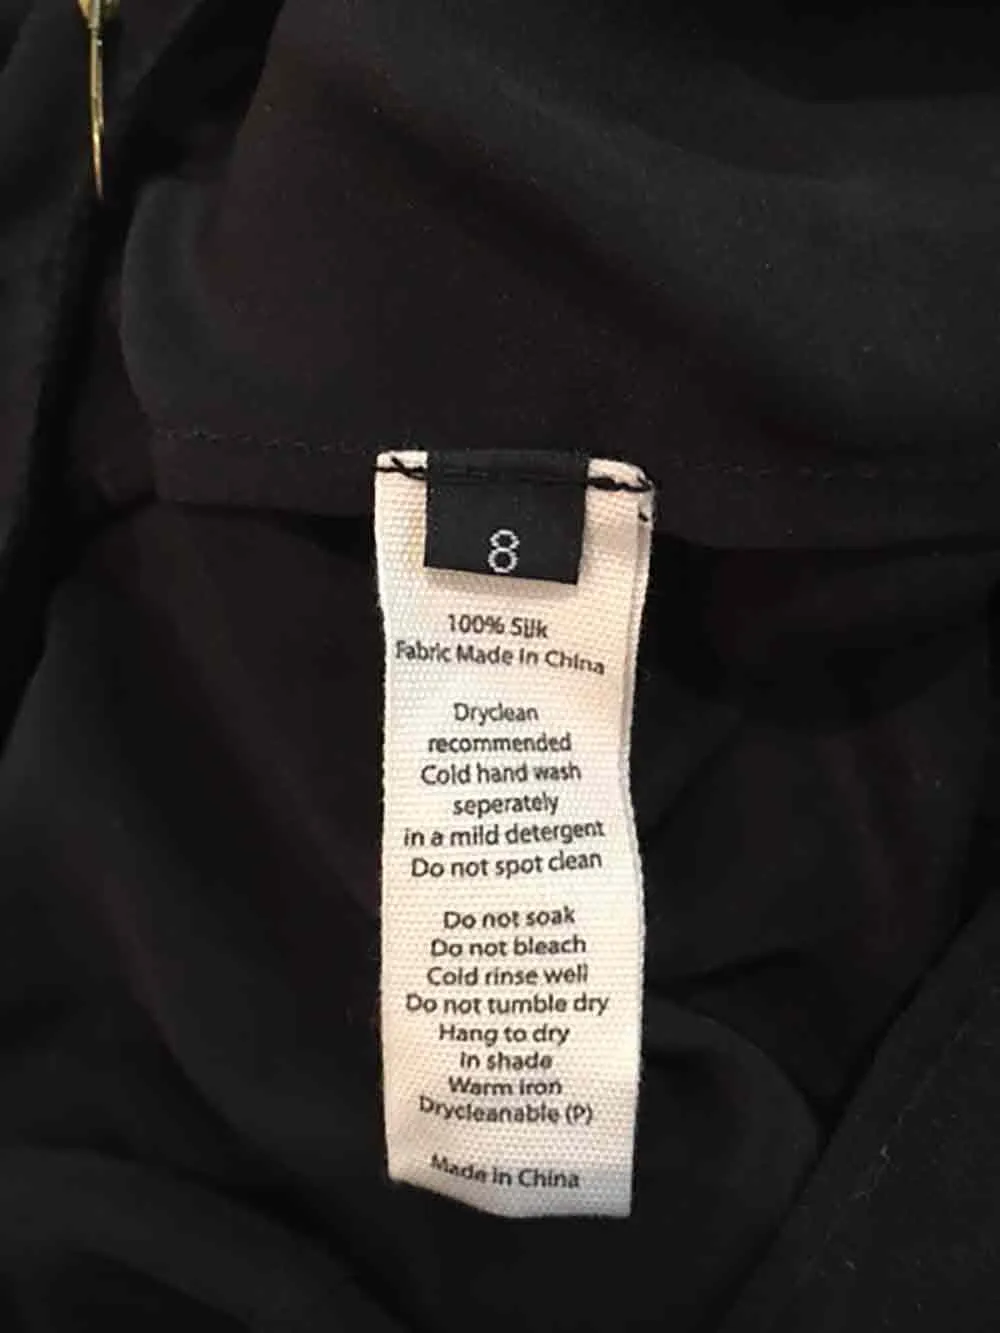 8
100% Silk
Fabric Made In China
Dryclean
recommended
Cold hand wash
seperately
in a mild detergent
Do not spot clean
Do not soak
Do not bleach
Cold rinse well
Do not tumble dry
Hang to dry
in shade
Warm iron
Drycleanable (P)
Made in China